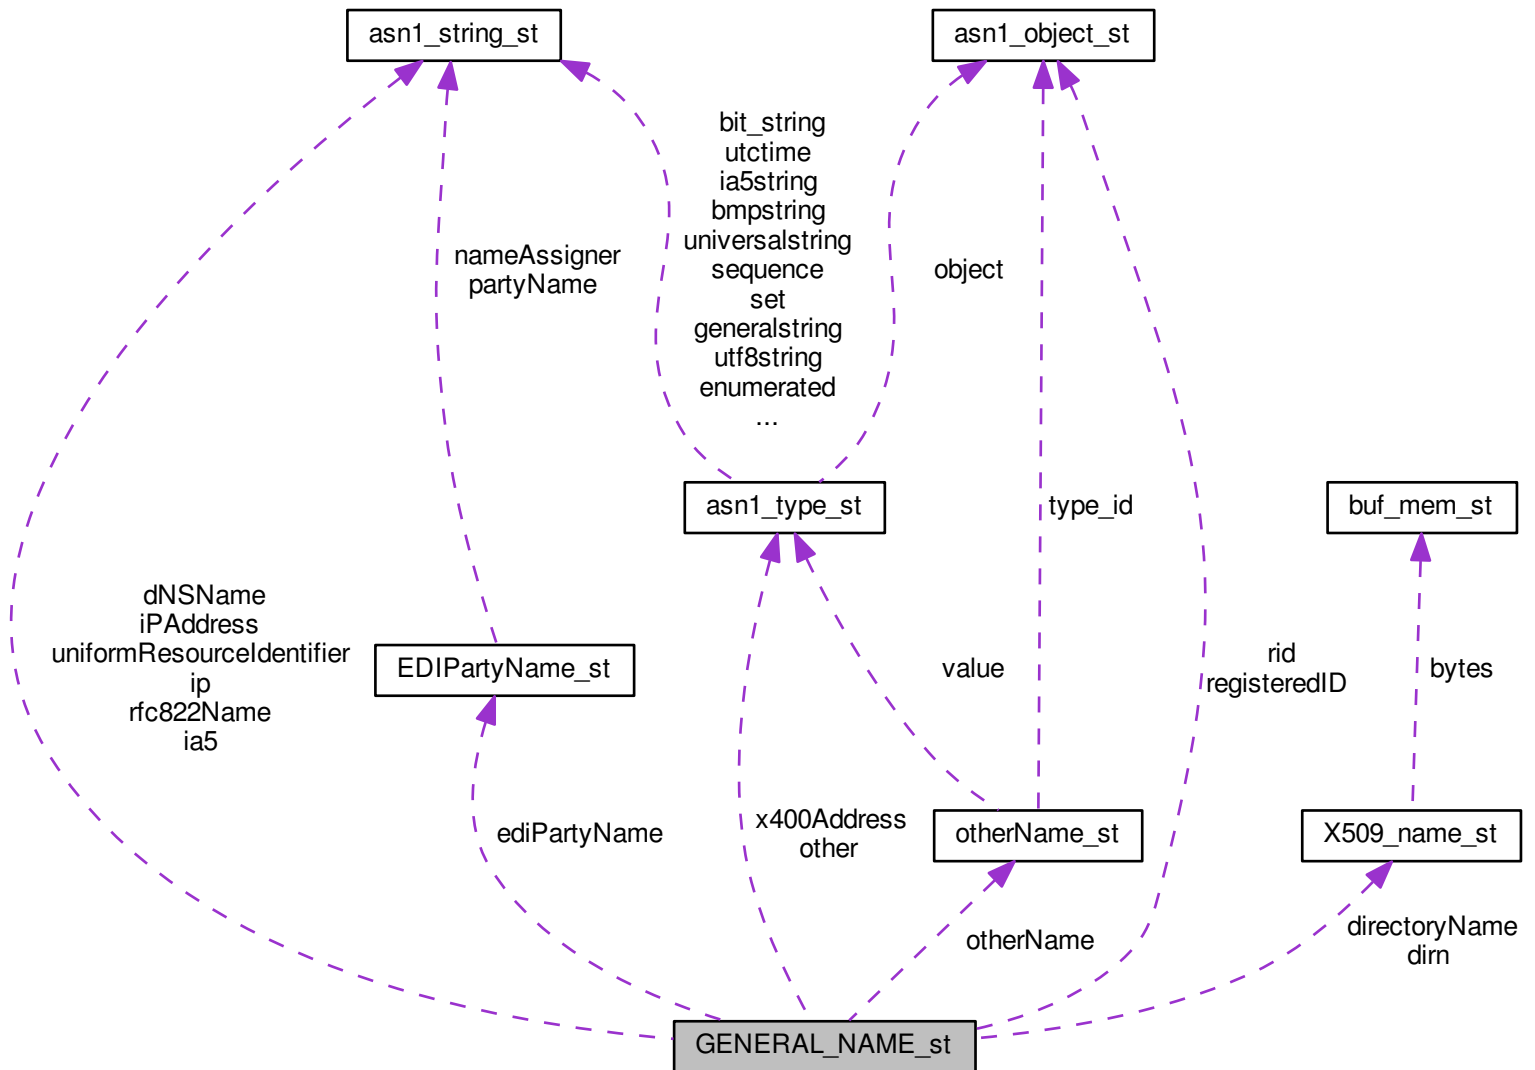 asn1_string_st
asn1_object_st
bit_string
utctime
ia5string
bmpstring
universalstring
sequence
set
generalstring
utf8string
enumerated
...
nameAssigner
partyName
object
asn1_type_st
type_id
buf_mem_st
dNSName
iPAddress
uniformResourceIdentifier
ip
rfc822Name
ia5
EDIPartyName_st
value
rid
registeredID
bytes
ediPartyName
x400Address
other
otherName_st
X509_name_st
otherName
directoryName
dirn
GENERAL_NAME_st